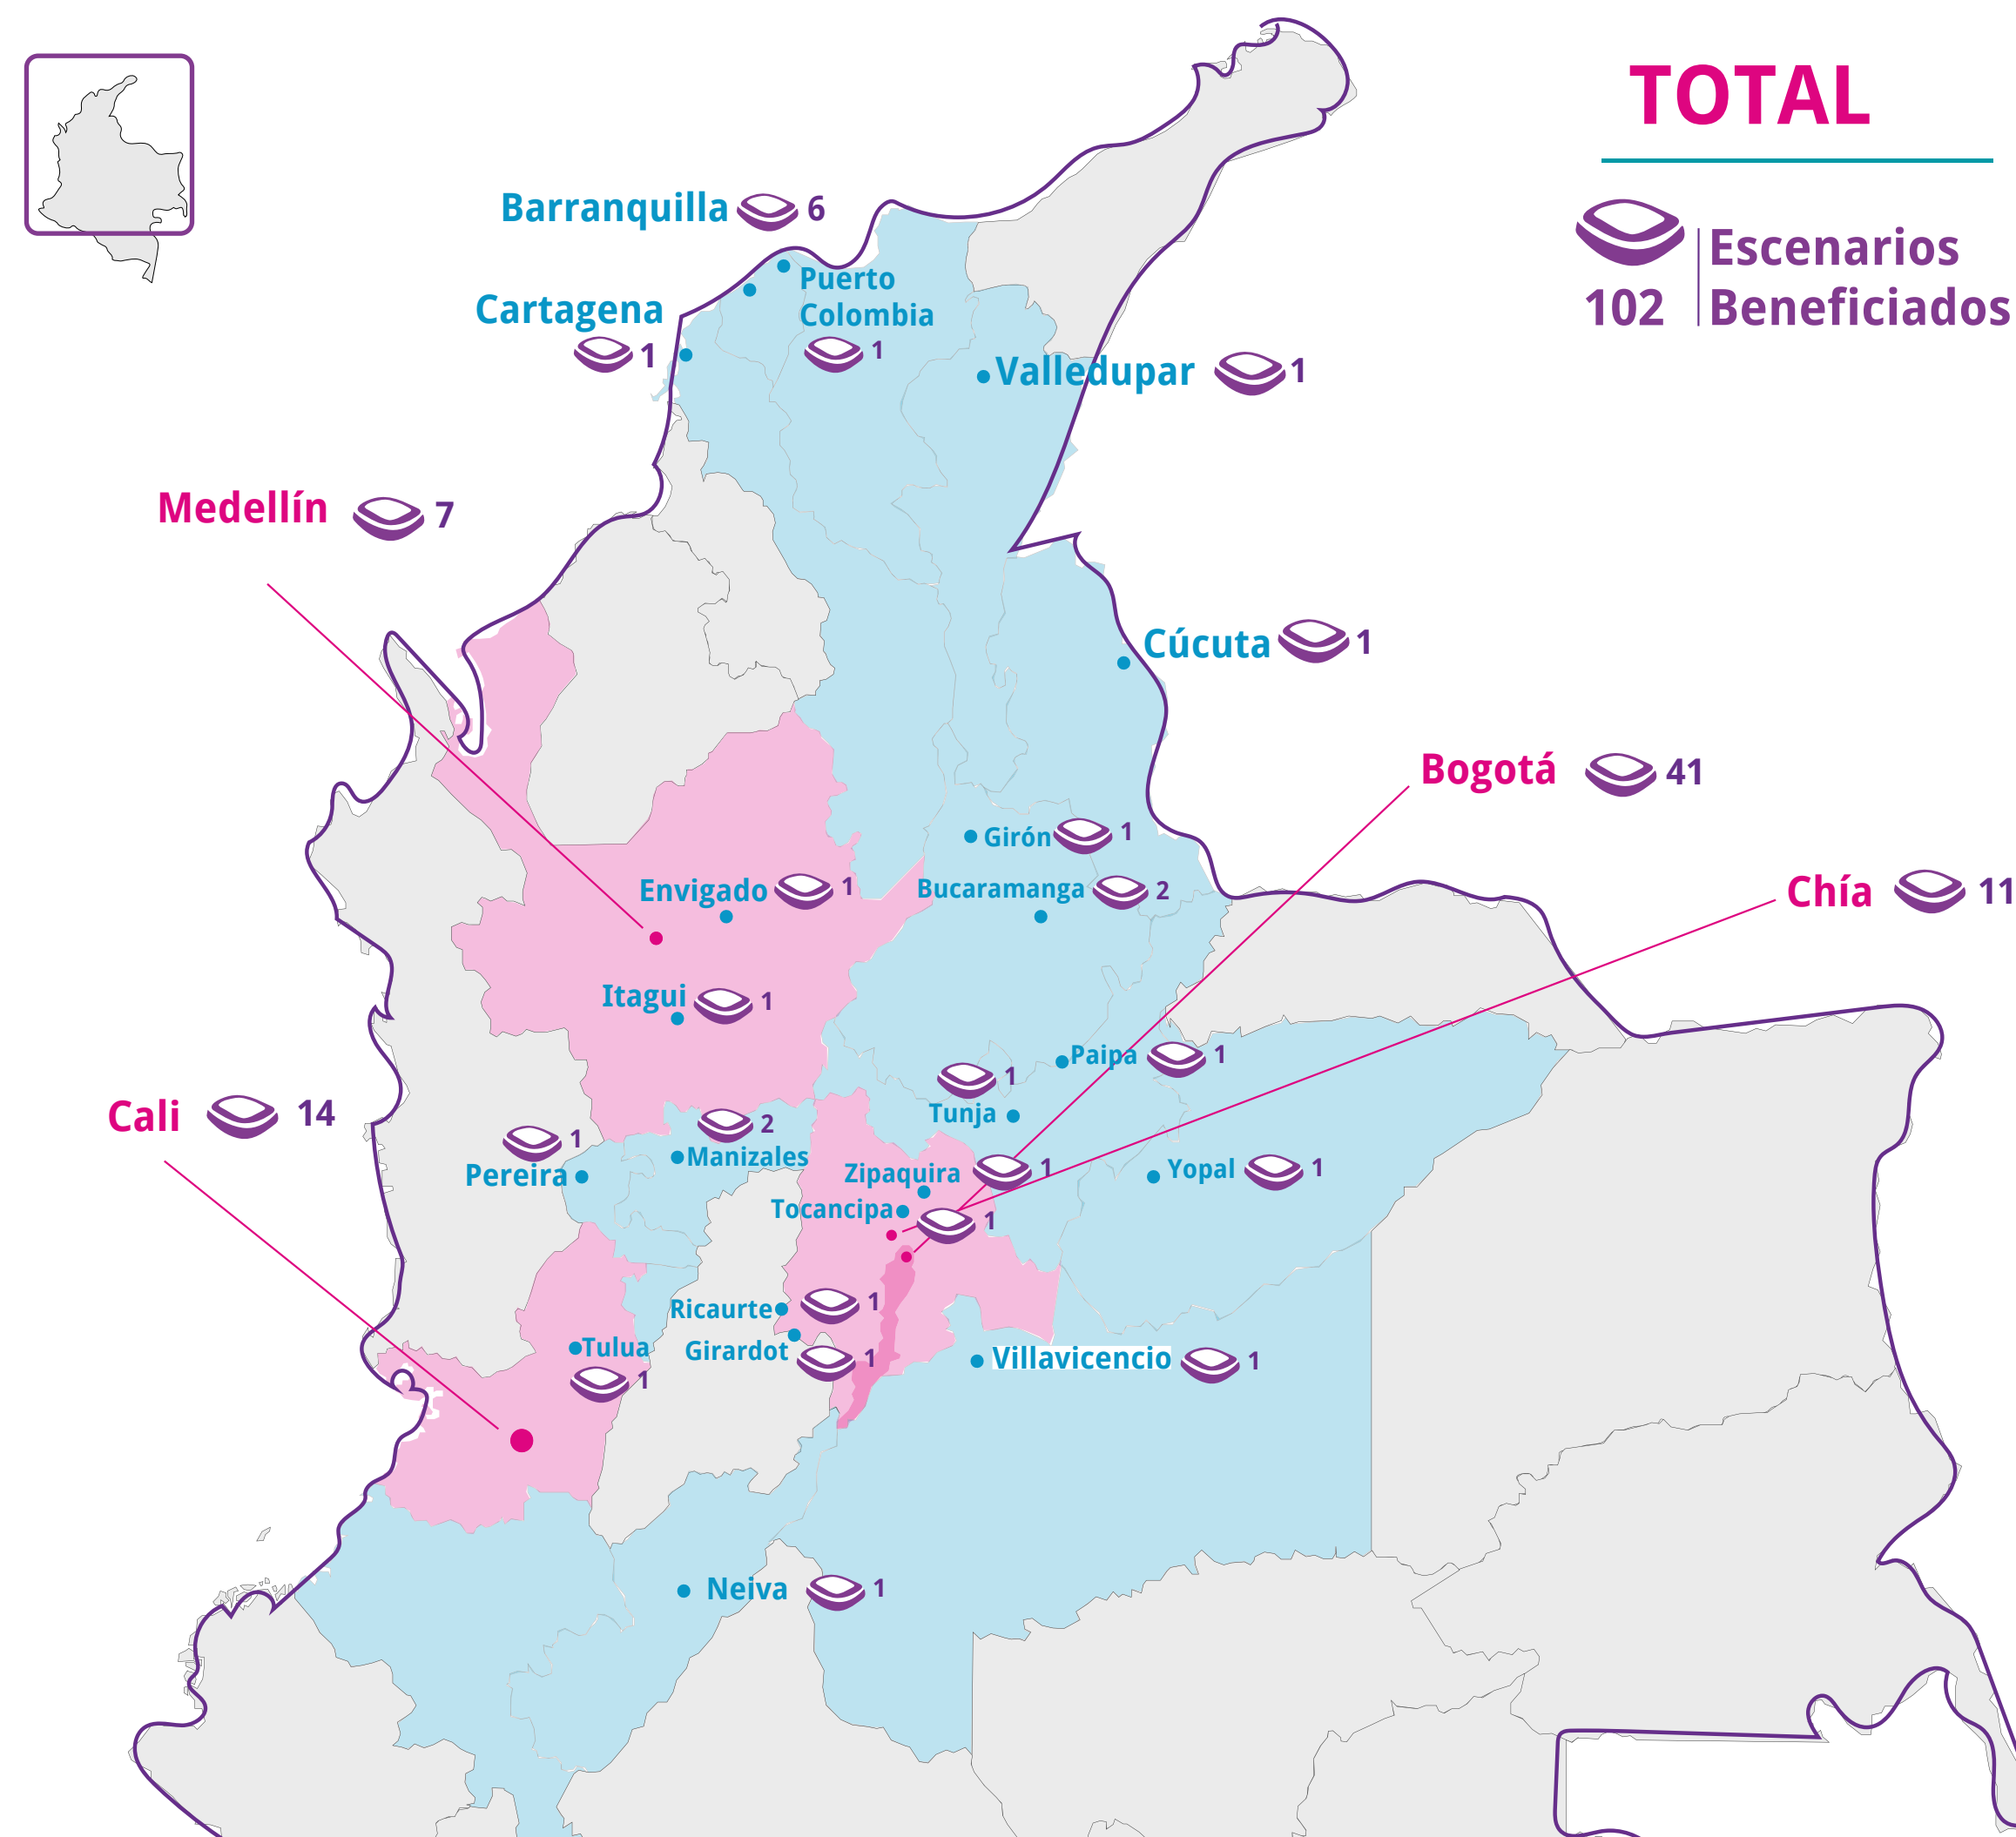 TOTAL
Escenarios
102 Beneficiados
Barranquilla 6
Puerto
Colombia
1
Cartagena
1
Valledupar 1
Medellín 7
Cúcuta 1
Bogotá 41
Girón 1
Envigado 1
Bucaramanga 2
Chía 11
Itagui 1
Paipa 1
1
Tunja
Cali 14
2
Manizales
1
Pereira
Zipaquira 1
Yopal 1
Tocancipa
1
Ricaurte 1
Girardot 1
Tulua
1
Villavicencio 1
Neiva 1